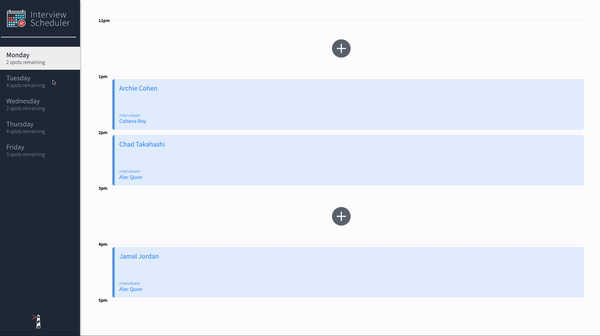 Interview
Scheduler
Monday
2 spots remaining
Tuesday
4 spots remaining
Wednesday
2 spots remaining
Thursday
4 spots remaining
Friday
3 spots remaining
12pm
1pm
Archie Cohen
Interviewer
Cohana Roy
2pm
Chad Takahashi
Interviewer
Alec Quon
3pm
4pm
Jamal Jordan
Interviewer
Alec Quon
5pm